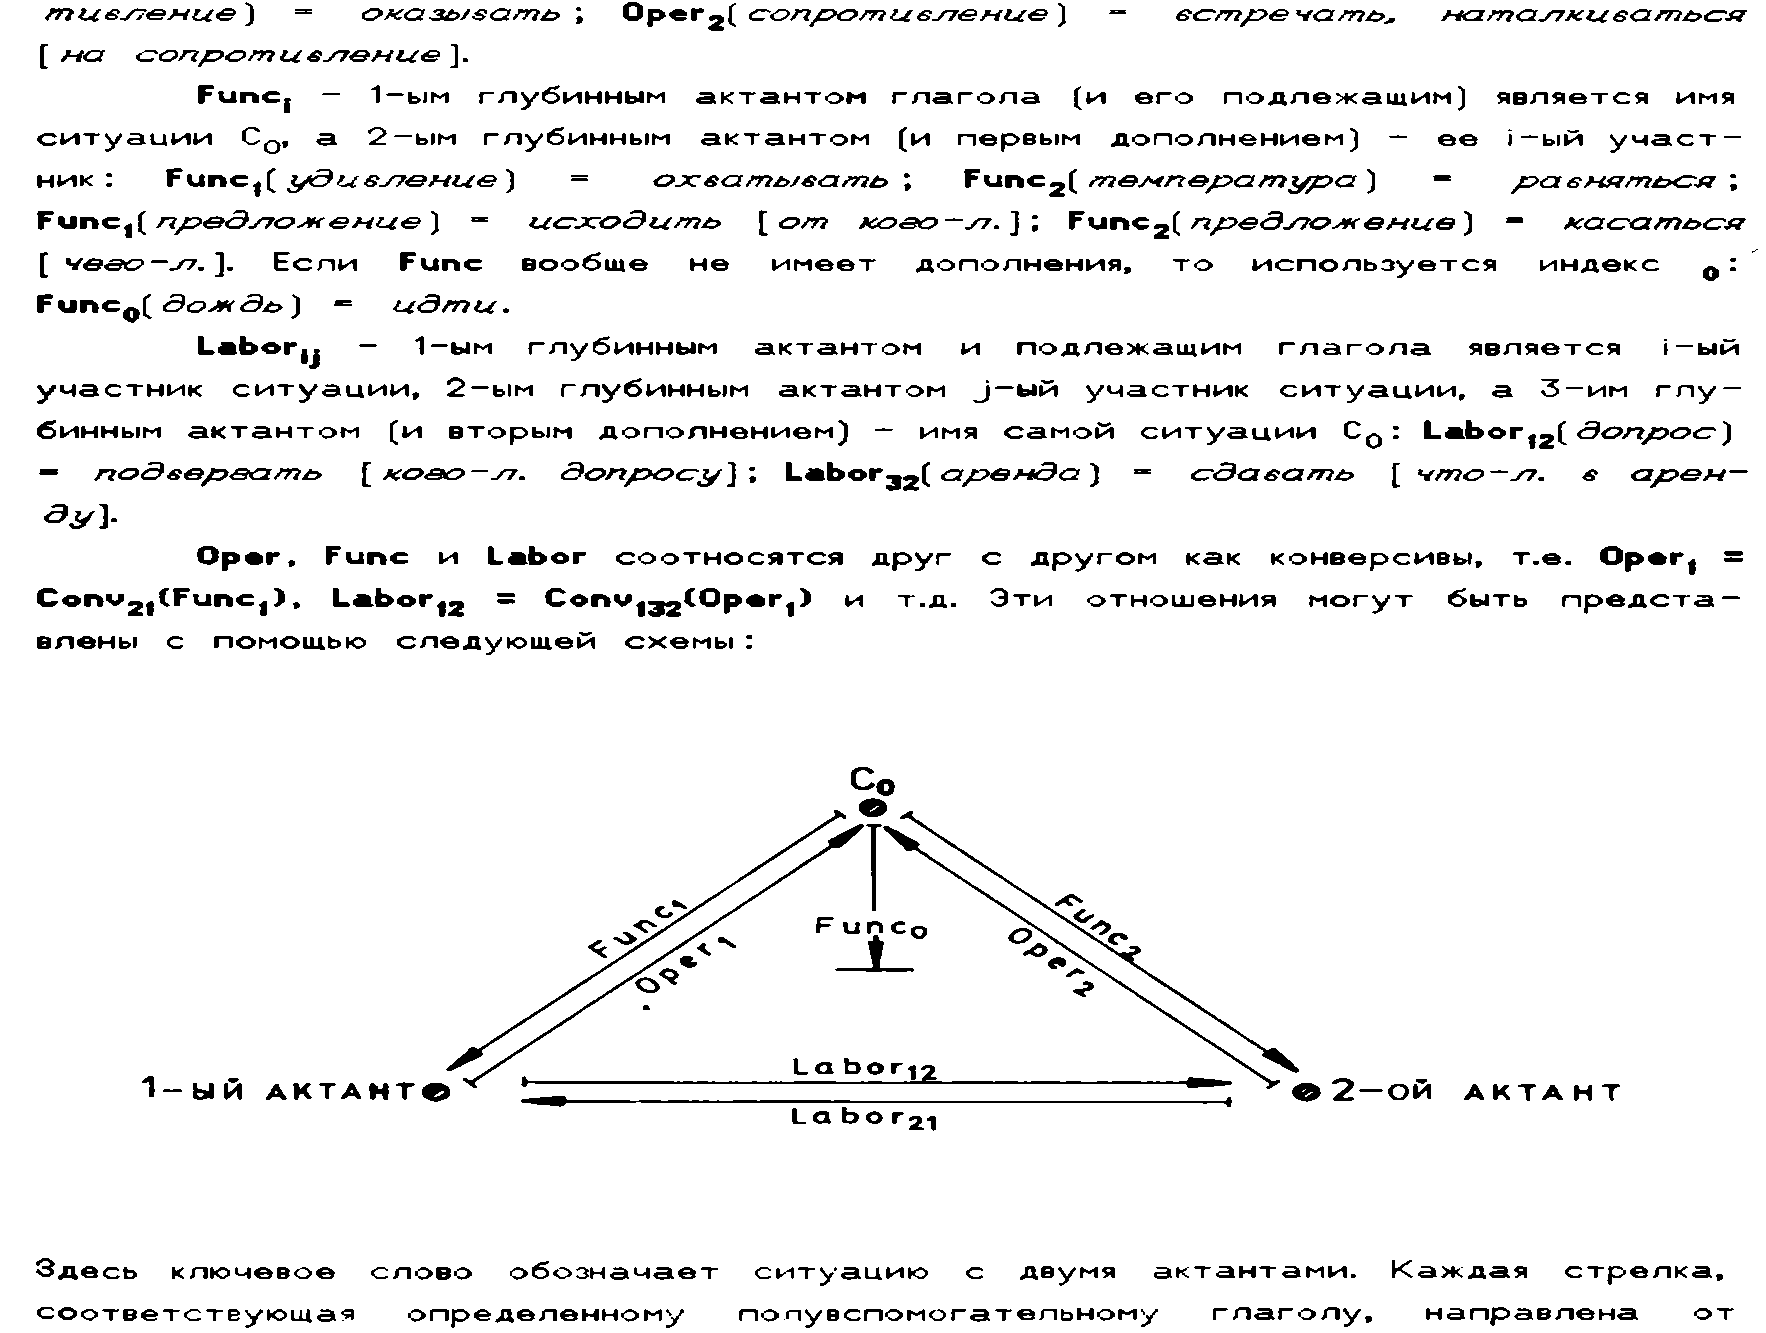 тивление) = оказывать; Oper₂(сопротивление) = встречать, наталкиваться
[на сопротивление].
Funcᵢ – 1-ым глубинным актантом глагола (и его подлежащим) является имя
ситуации C₀, а 2-ым глубинным актантом (и первым дополнением) – ее i-ый участ-
ник: Func₁(удивление) = охватывать; Func₂(температура) = равняться;
Func₁(предложение) = исходить [от кого-л.]; Func₂(предложение) = касаться
[чего-л.]. Если Func вообще не имеет дополнения, то используется индекс ₀:
Func₀(дождь) = идти.
Laborᵢⱼ – 1-ым глубинным актантом и подлежащим глагола является i-ый
участник ситуации, 2-ым глубинным актантом j-ый участник ситуации, а 3-им глу-
бинным актантом (и вторым дополнением) – имя самой ситуации C₀: Labor₁₂(допрос)
= подвергать [кого-л. допросу]; Labor₃₂(аренда) = сдавать [что-л. в арен-
ду].
Oper, Func и Labor соотносятся друг с другом как конверсивы, т.е. Oper₁ =
Conv₂₁(Func₁), Labor₁₂ = Conv₁₃₂(Oper₁) и т.д. Эти отношения могут быть предста-
влены с помощью следующей схемы:
C₀
Func₁
Oper₁
Func₀
Func₂
Oper₂
Labor₁₂
1-ЫЙ АКТАНТ
2-ОЙ АКТАНТ
Labor₂₁
Здесь ключевое слово обозначает ситуацию с двумя актантами. Каждая стрелка,
соответствующая определенному полувспомогательному глаголу, направлена от